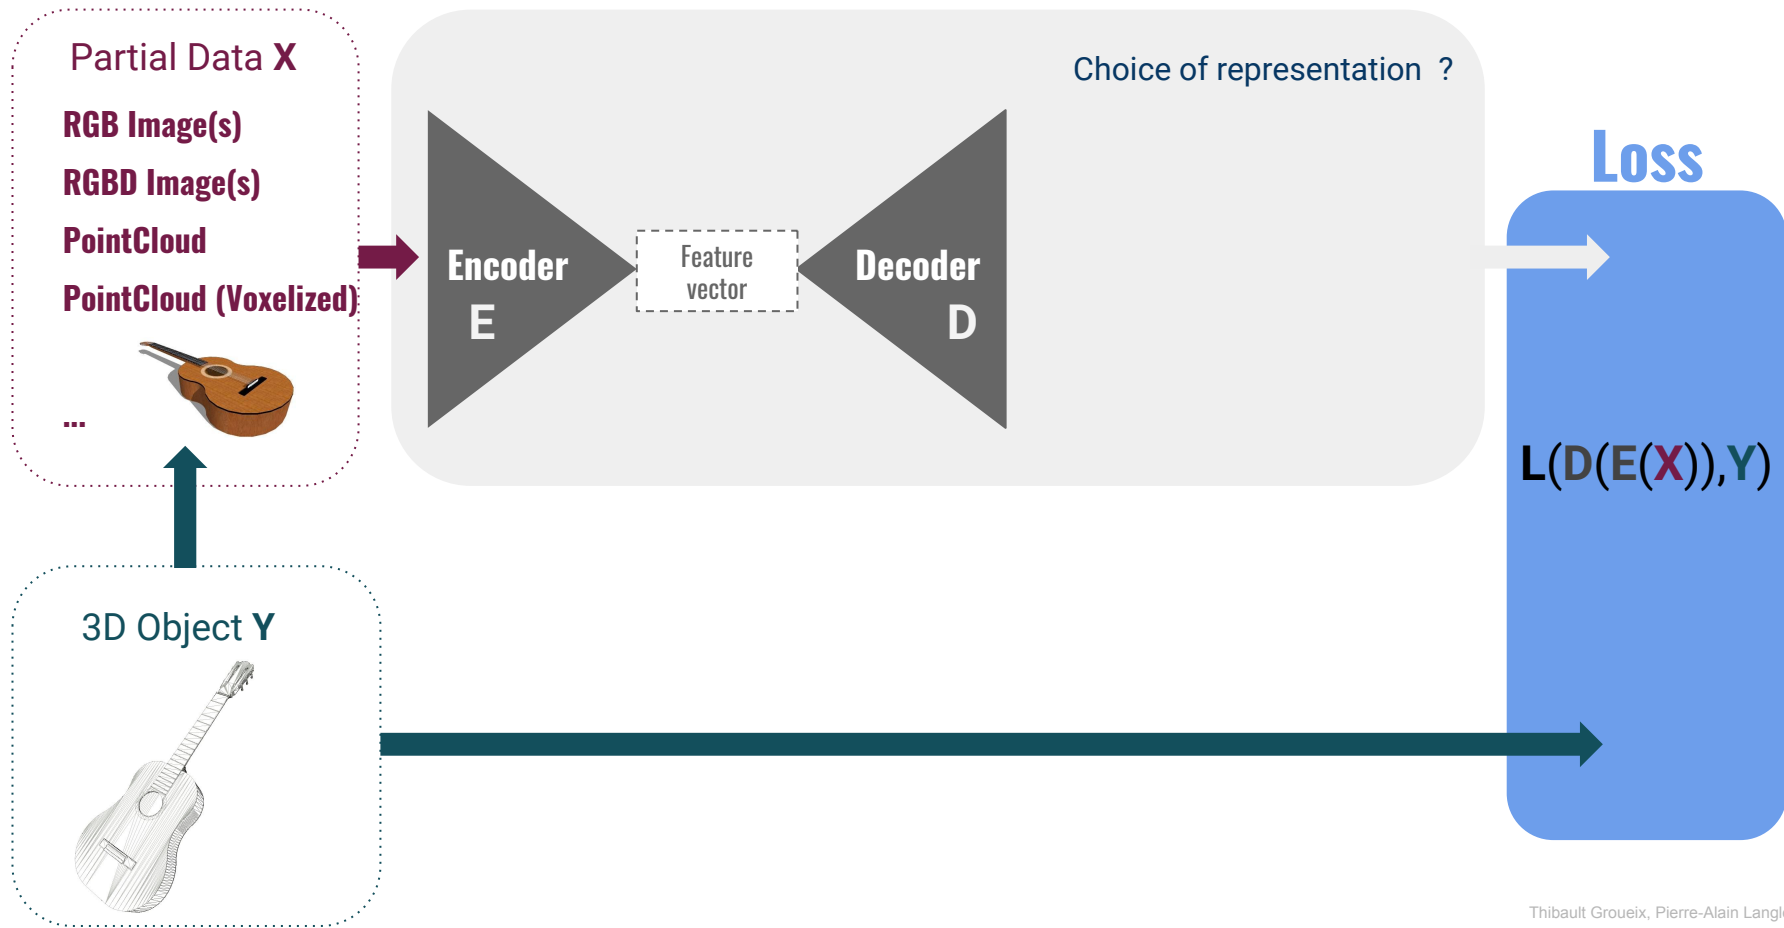 Partial Data X
RGB Image(s)
RGBD Image(s)
PointCloud
PointCloud (Voxelized)
...
Choice of representation ?
Encoder
E
Feature
vector
Decoder
D
Loss
L(D(E(X)),Y)
3D Object Y
Thibault Groueix, Pierre-Alain